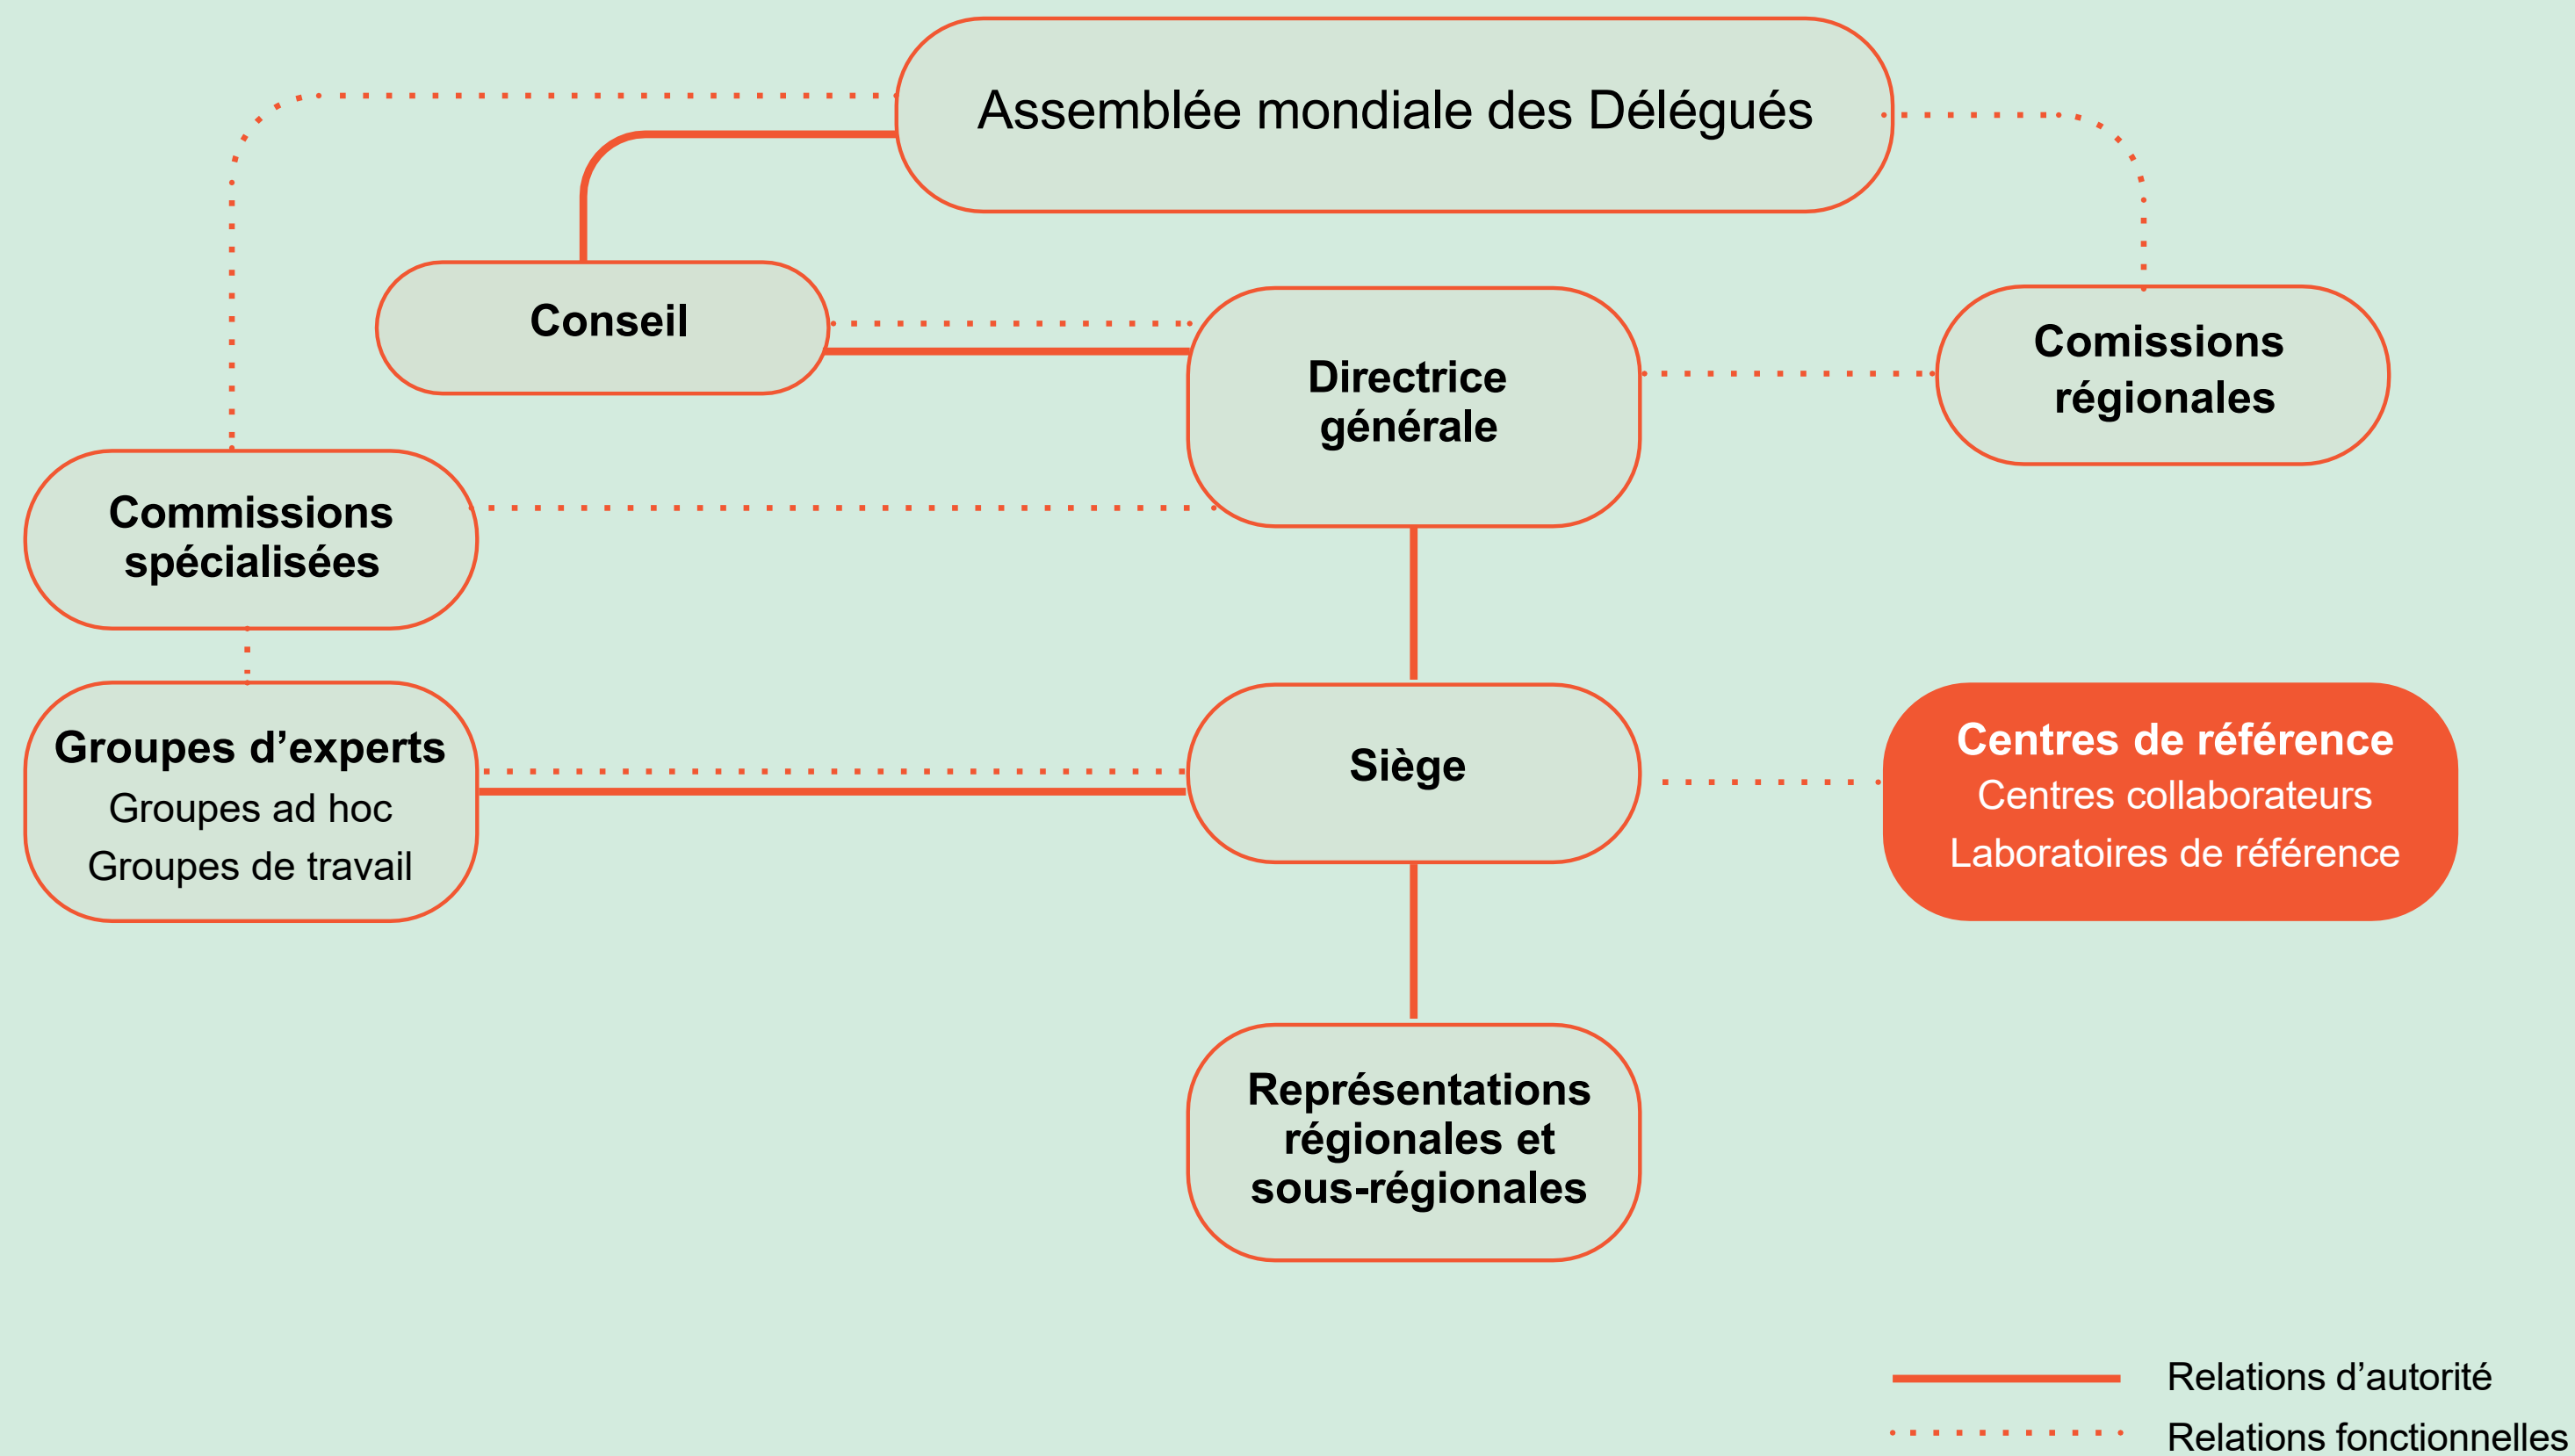 Assemblée mondiale des Délégués
Conseil
Directrice
générale
Comissions
régionales
Commissions
spécialisées
Groupes d’experts
Groupes ad hoc
Groupes de travail
Siège
Centres de référence
Centres collaborateurs
Laboratoires de référence
Représentations
régionales et
sous-régionales
Relations d’autorité
Relations fonctionnelles